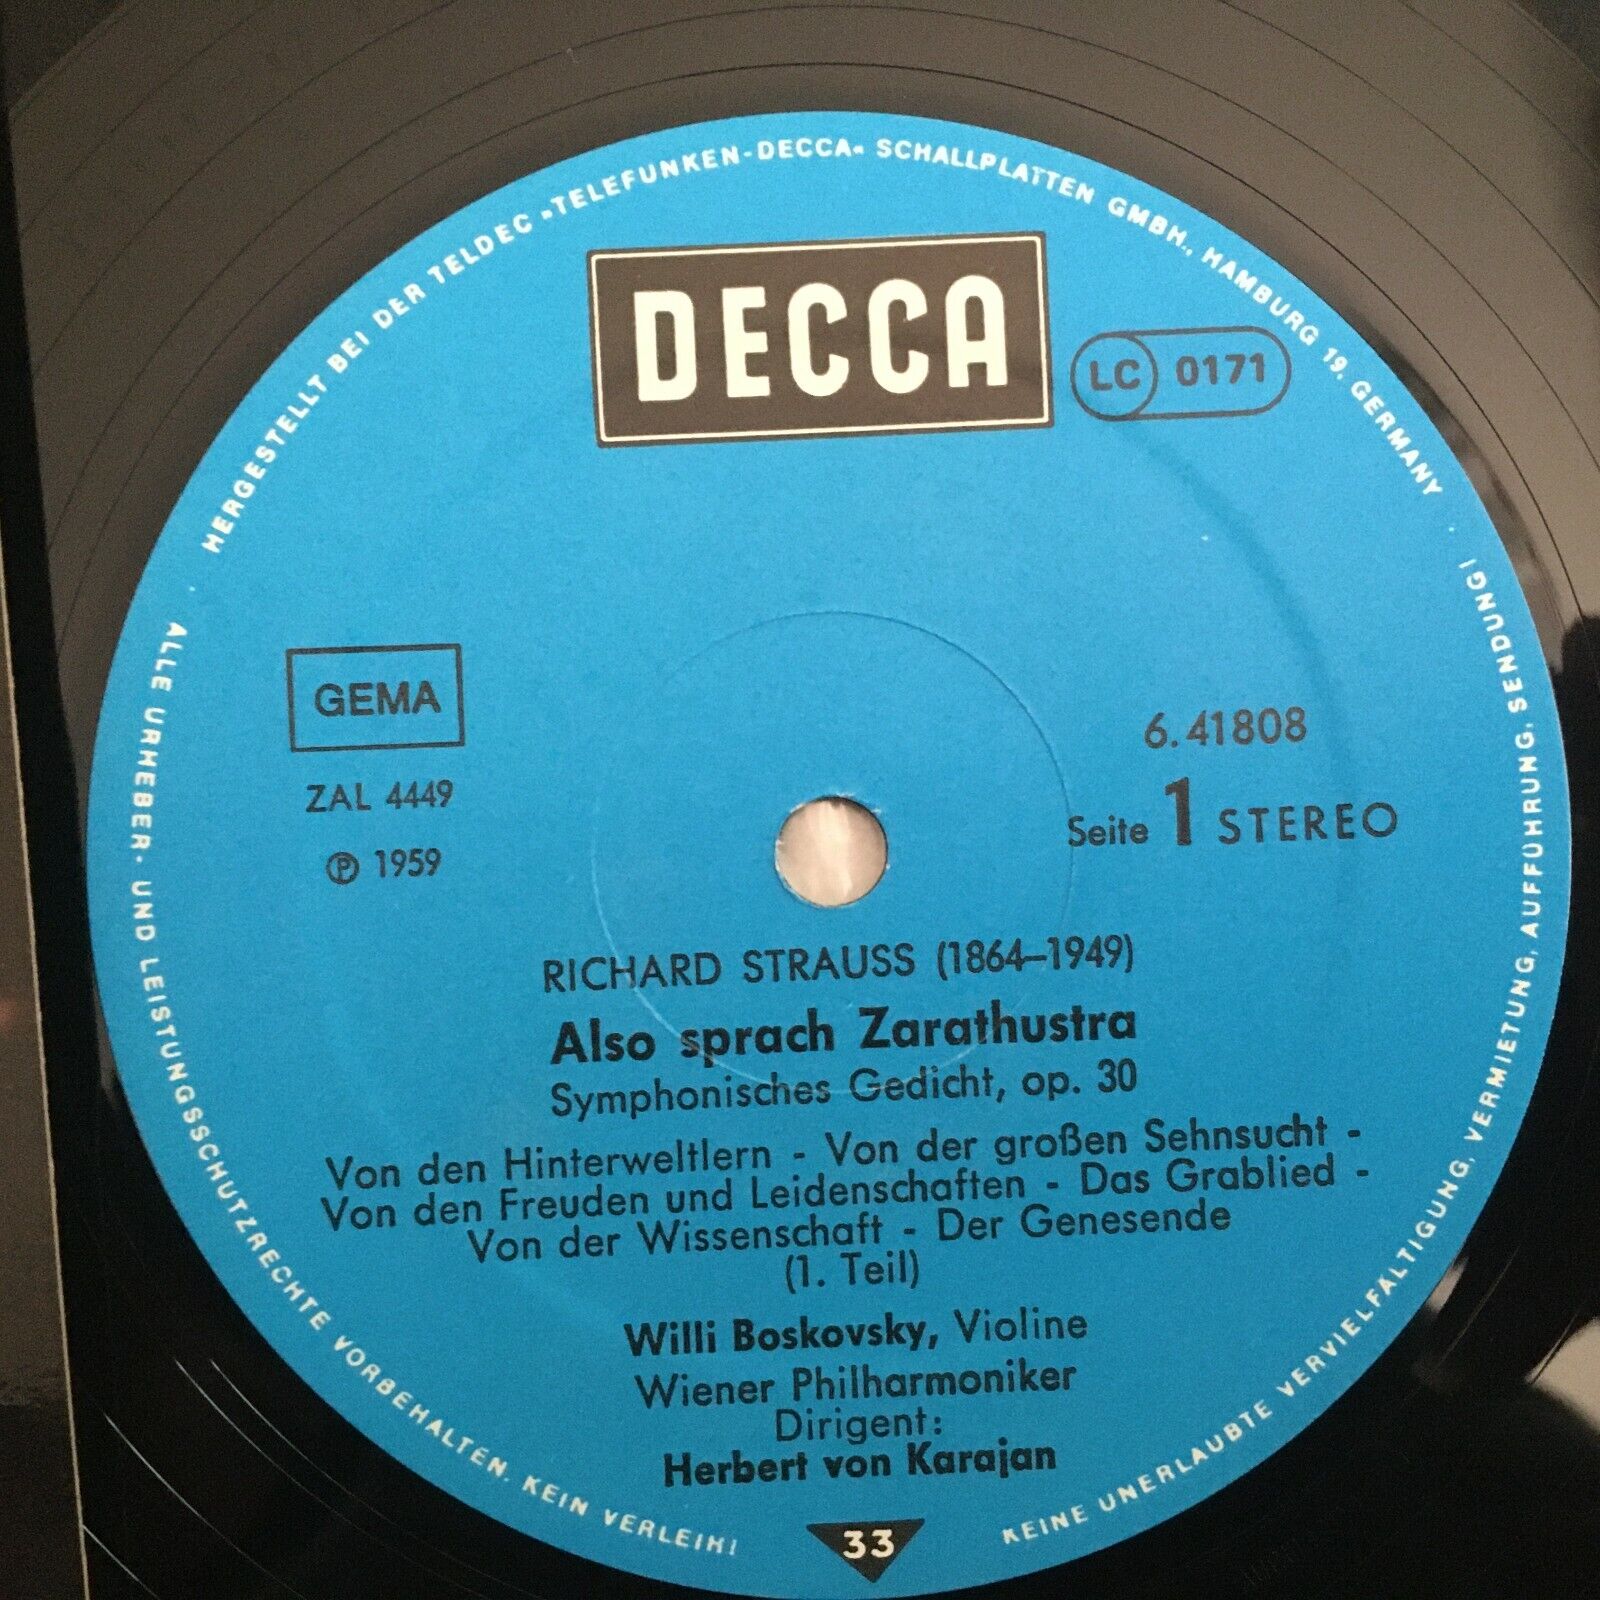 HERGESTELLT BEI DER TELDEC »TELEFUNKEN-DECCA« SCHALLPLATTEN GMBH., HAMBURG 19. GERMANY ·
DECCA
LC 0171
GEMA
ZAL 4449
Ⓟ 1959
6.41808
Seite 1 STEREO
RICHARD STRAUSS (1864–1949)
Also sprach Zarathustra
Symphonisches Gedicht, op. 30
Von den Hinterweltlern - Von der großen Sehnsucht -
Von den Freuden und Leidenschaften - Das Grablied -
Von der Wissenschaft - Der Genesende
(1. Teil)
Willi Boskovsky, Violine
Wiener Philharmoniker
Dirigent:
Herbert von Karajan
33
· ALLE URHEBER- UND LEISTUNGSSCHUTZRECHTE VORBEHALTEN. KEIN VERLEIH!
KEINE UNERLAUBTE VERVIELFÄLTIGUNG, VERMIETUNG, AUFFÜHRUNG, SENDUNG!